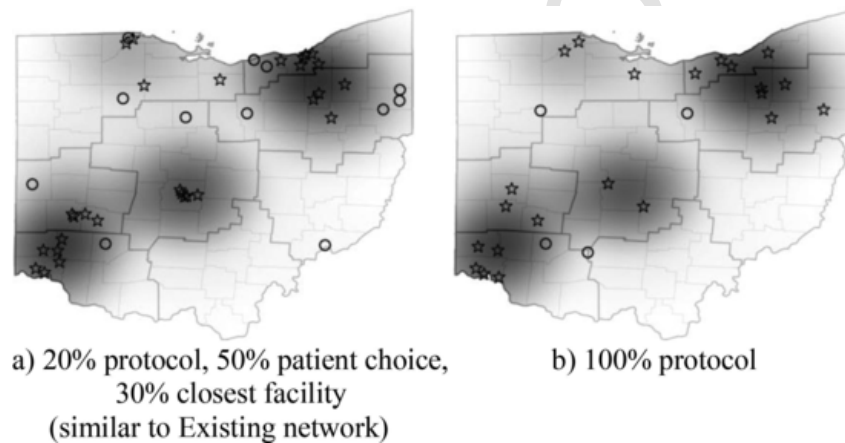 a) 20% protocol, 50% patient choice,
30% closest facility
(similar to Existing network)
b) 100% protocol